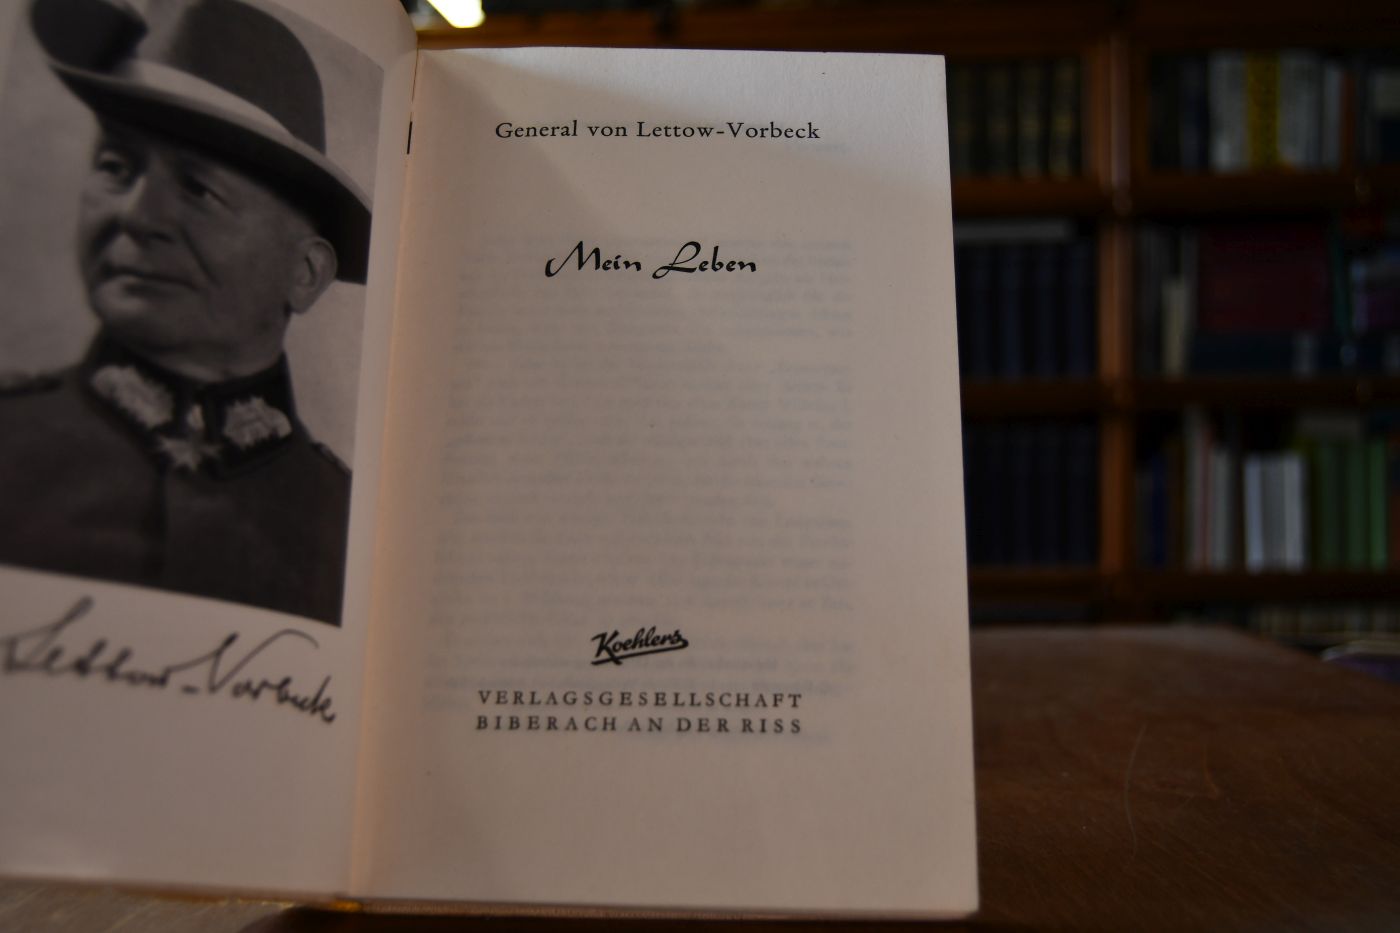 Lettow-Vorbeck
General von Lettow-Vorbeck
Mein Leben
Koehlers
VERLAGSGESELLSCHAFT
BIBERACH AN DER RISS